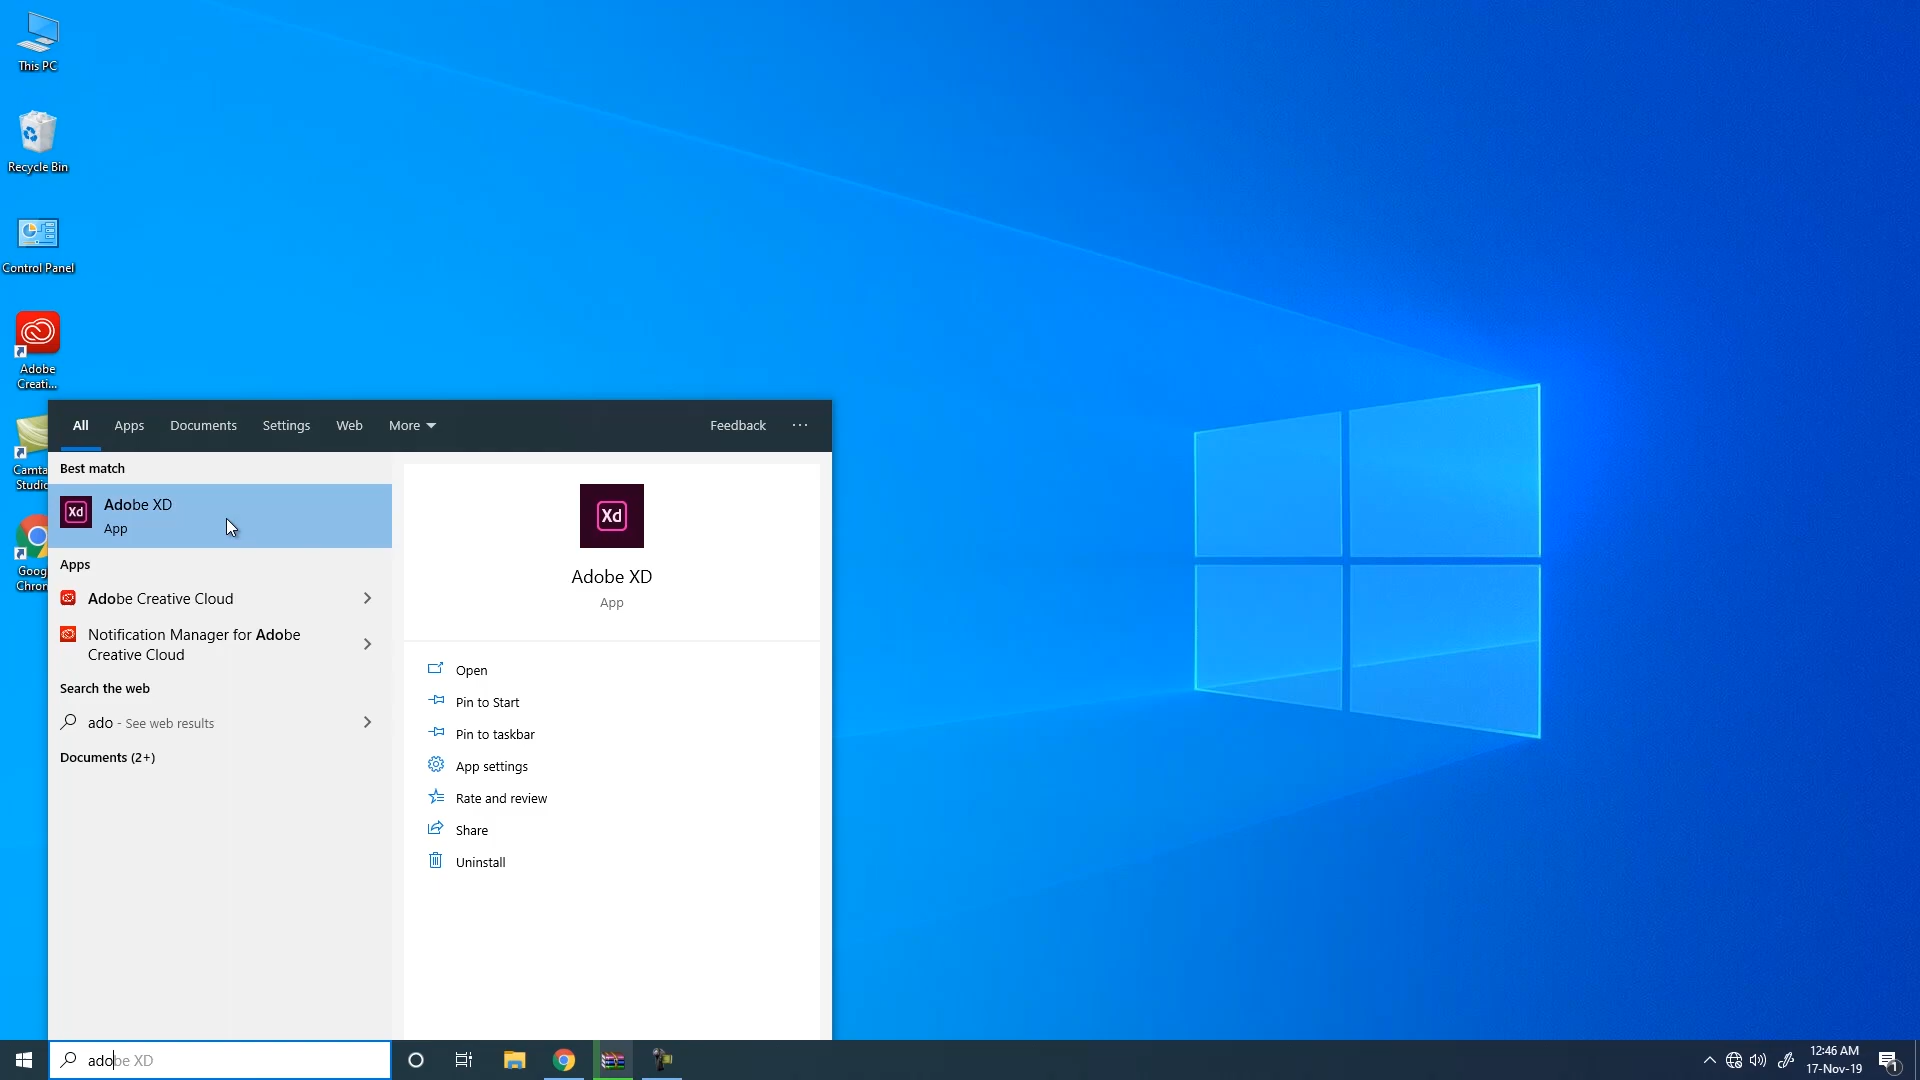 This PC
Recycle Bin
Control Panel
Adobe
Creati...
Camta
Studio
Goog
Chron
All Apps Documents Settings Web More Feedback ...
Best match
Xd
Adobe XD
App
Apps
Adobe Creative Cloud
Notification Manager for Adobe
Creative Cloud
Search the web
ado - See web results
Documents (2+)
Xd
Adobe XD
App
Open
Pin to Start
Pin to taskbar
App settings
Rate and review
Share
Uninstall
adobe XD
12:46 AM
17-Nov-19
1